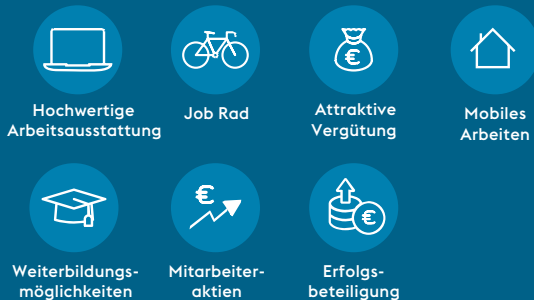 Hochwertige
Arbeitsausstattung
Job Rad
€
Attraktive
Vergütung
Mobiles
Arbeiten
Weiterbildungs-
möglichkeiten
€
Mitarbeiter-
aktien
€
Erfolgs-
beteiligung